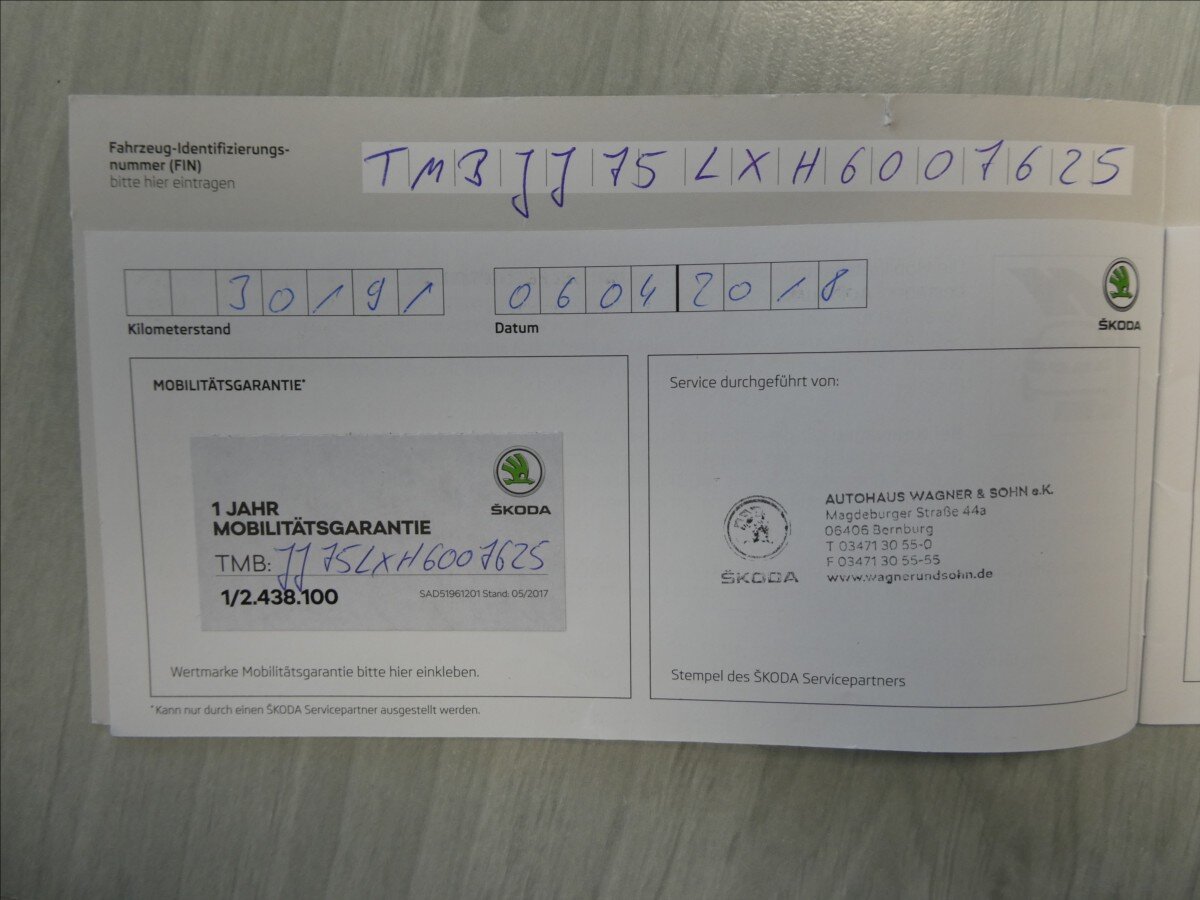 Fahrzeug-Identifizierungs-
nummer (FIN)
bitte hier eintragen
TMBJJ75LXH6007625
30191
Kilometerstand
06042018
Datum
ŠKODA
MOBILITÄTSGARANTIE*
ŠKODA
1 JAHR
MOBILITÄTSGARANTIE
TMB: JJ75LXH6007625
1/2.438.100
SAD51961201 Stand: 05/2017
Wertmarke Mobilitätsgarantie bitte hier einkleben.
*Kann nur durch einen ŠKODA Servicepartner ausgestellt werden.
Service durchgeführt von:
ŠKODA
AUTOHAUS WAGNER & SOHN e.K.
Magdeburger Straße 44a
06406 Bernburg
T 03471 30 55-0
F 03471 30 55-55
www.wagnerundsohn.de
Stempel des ŠKODA Servicepartners